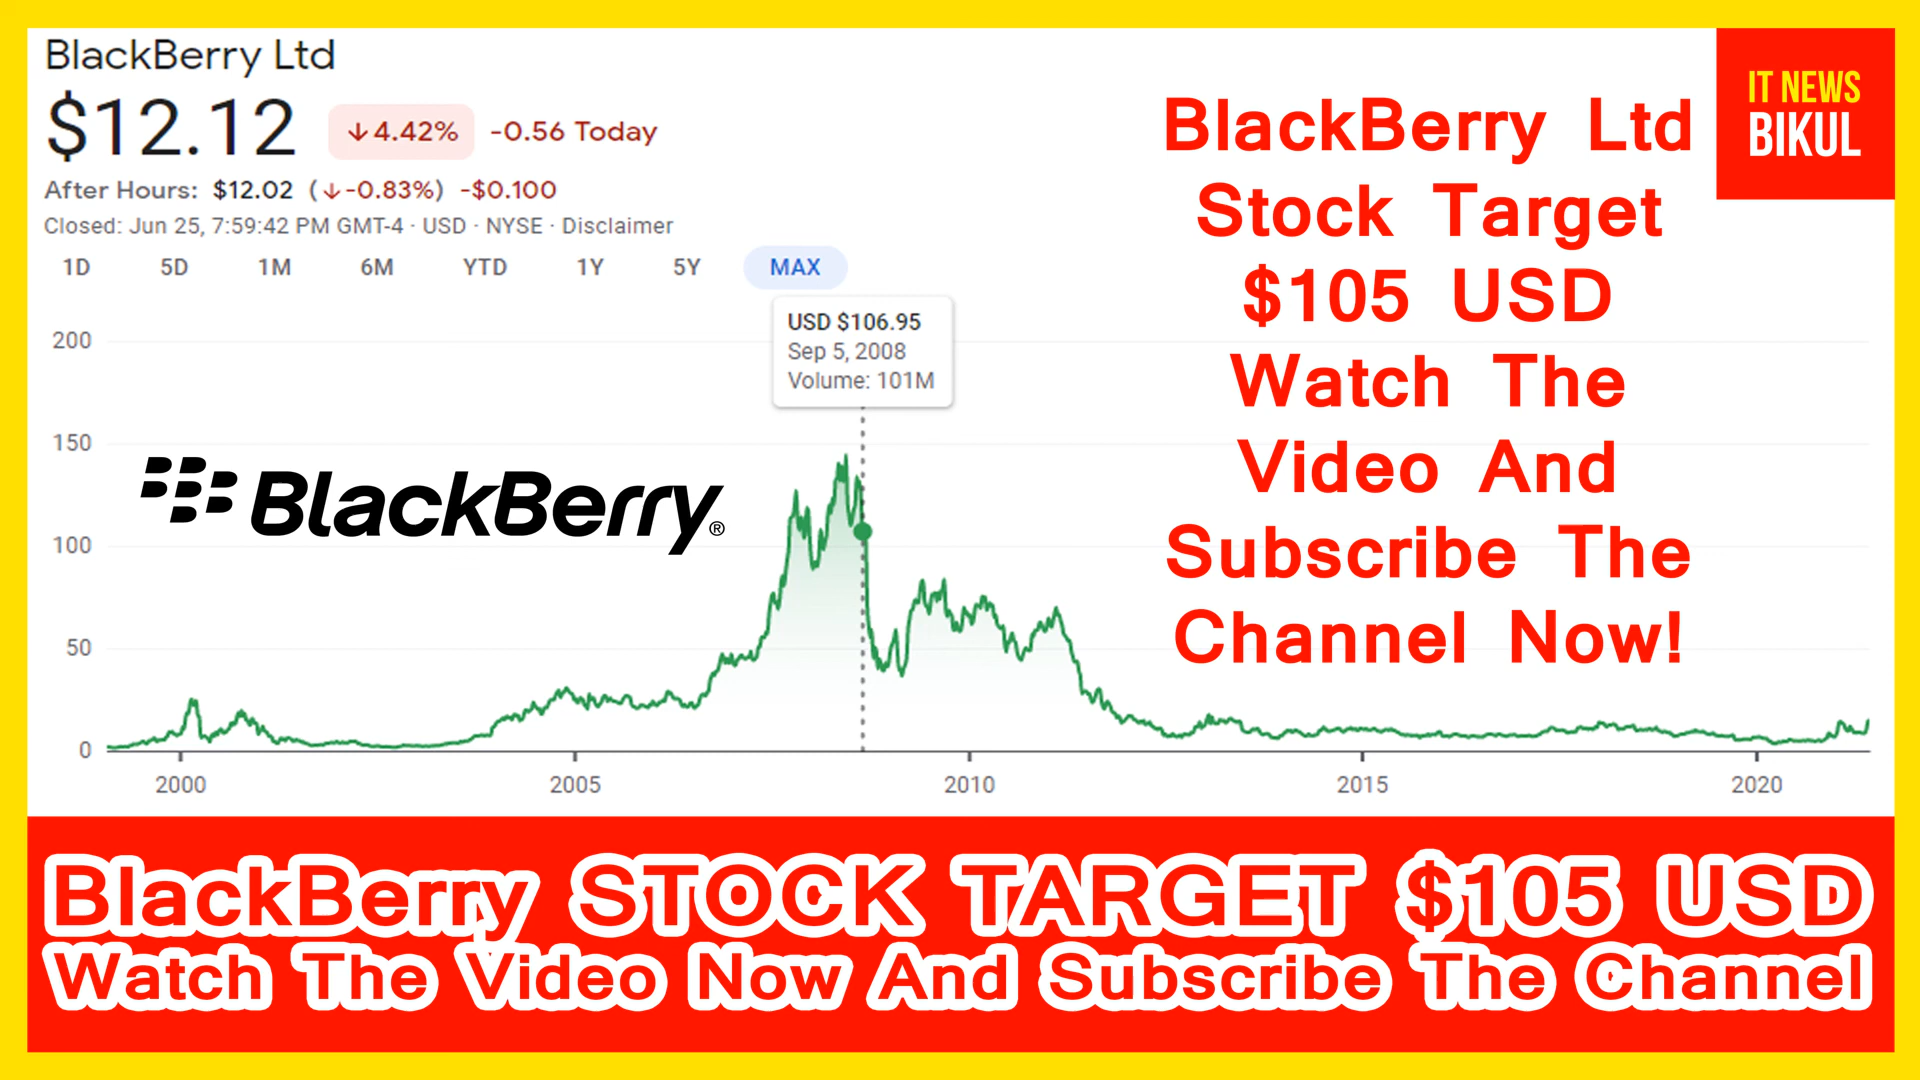 BlackBerry Ltd
$12.12 ↓4.42% -0.56 Today
After Hours: $12.02 (↓-0.83%) -$0.100
Closed: Jun 25, 7:59:42 PM GMT-4 · USD · NYSE · Disclaimer
1D 5D 1M 6M YTD 1Y 5Y MAX
USD $106.95
Sep 5, 2008
Volume: 101M
200
150
100
50
0
2000 2005 2010 2015 2020
BlackBerry®
BlackBerry Ltd
Stock Target
$105 USD
Watch The
Video And
Subscribe The
Channel Now!
IT NEWS
BIKUL
BlackBerry STOCK TARGET $105 USD
Watch The Video Now And Subscribe The Channel